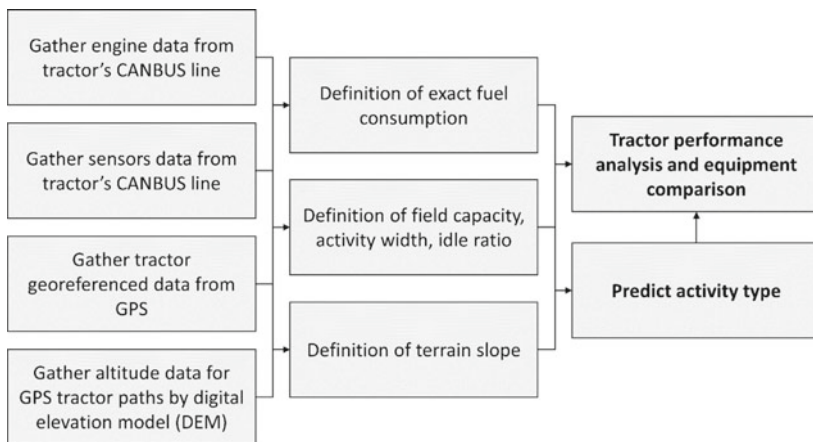 Gather engine data from
tractor's CANBUS line
Gather sensors data from
tractor's CANBUS line
Gather tractor
georeferenced data from
GPS
Gather altitude data for
GPS tractor paths by digital
elevation model (DEM)
Definition of exact fuel
consumption
Definition of field capacity,
activity width, idle ratio
Definition of terrain slope
Tractor performance
analysis and equipment
comparison
Predict activity type